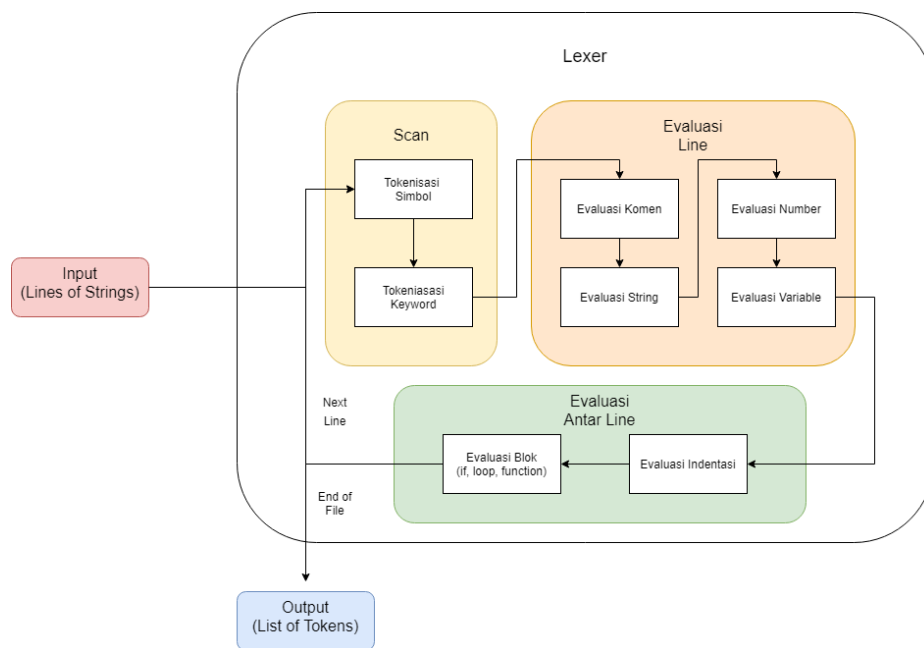 Lexer
Scan
Tokenisasi
Simbol
Tokeniasasi
Keyword
Evaluasi
Line
Evaluasi Komen
Evaluasi String
Evaluasi Number
Evaluasi Variable
Input
(Lines of Strings)
Next
Line
Evaluasi
Antar Line
Evaluasi Blok
(if, loop, function)
Evaluasi Indentasi
End of
File
Output
(List of Tokens)